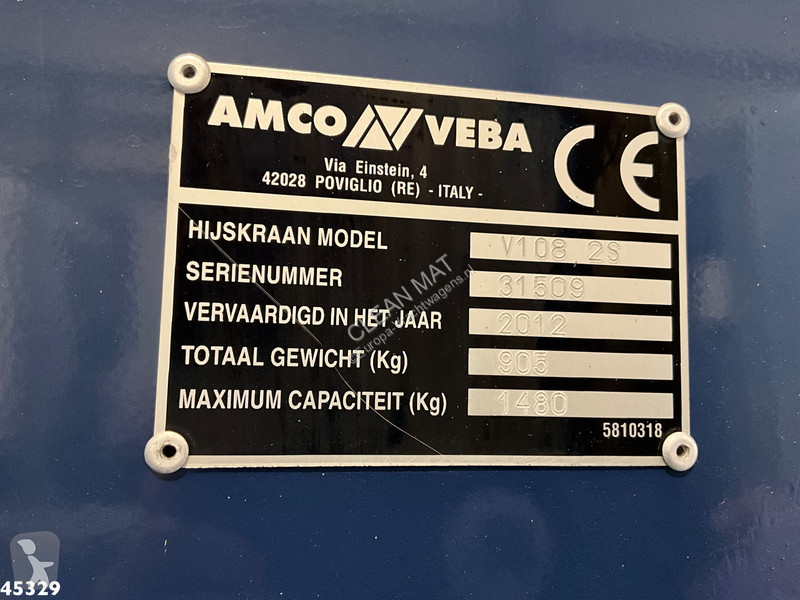 AMCO VEBA
Via Einstein, 4
42028 POVIGLIO (RE) - ITALY -
CE
HIJSKRAAN MODEL V108 2S
SERIENUMMER 31509
VERVAARDIGD IN HET JAAR 2012
TOTAAL GEWICHT (Kg) 905
MAXIMUM CAPACITEIT (Kg) 1480
5810318
CLEAN MAT
45329